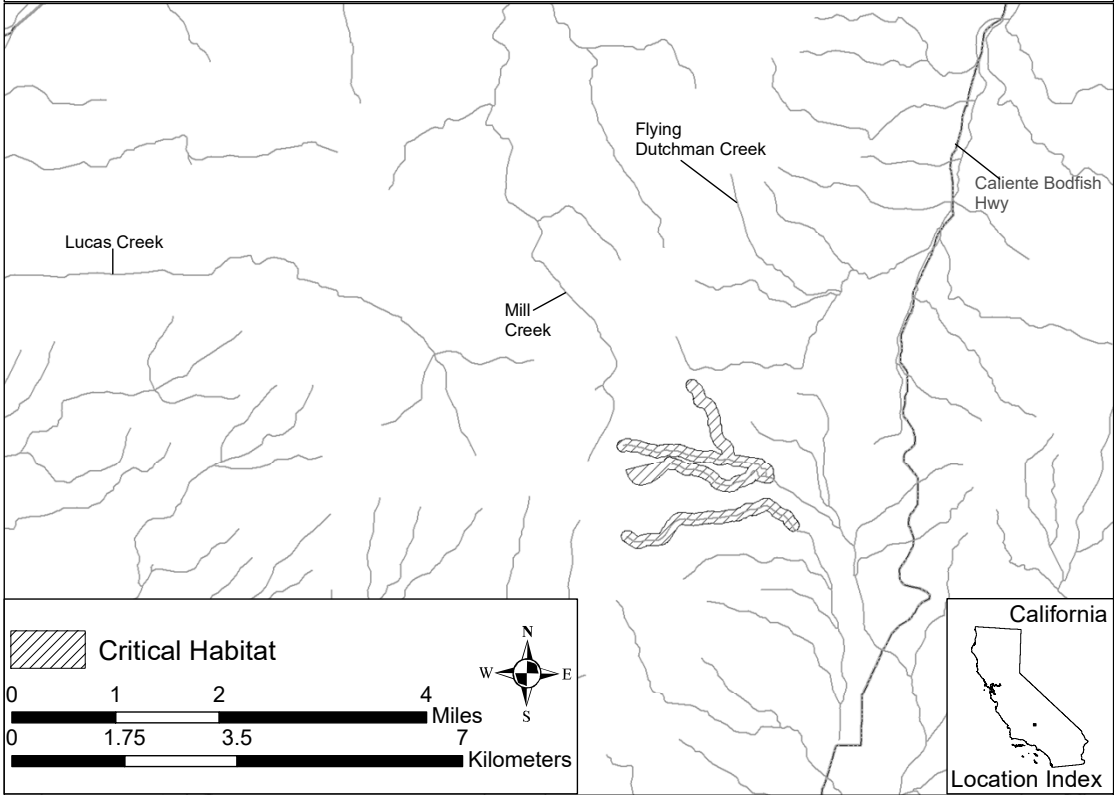 Flying
Dutchman Creek
Caliente Bodfish
Hwy
Lucas Creek
Mill
Creek
Critical Habitat
N
W E
S
0 1 2 4
Miles
0 1.75 3.5 7
Kilometers
California
Location Index